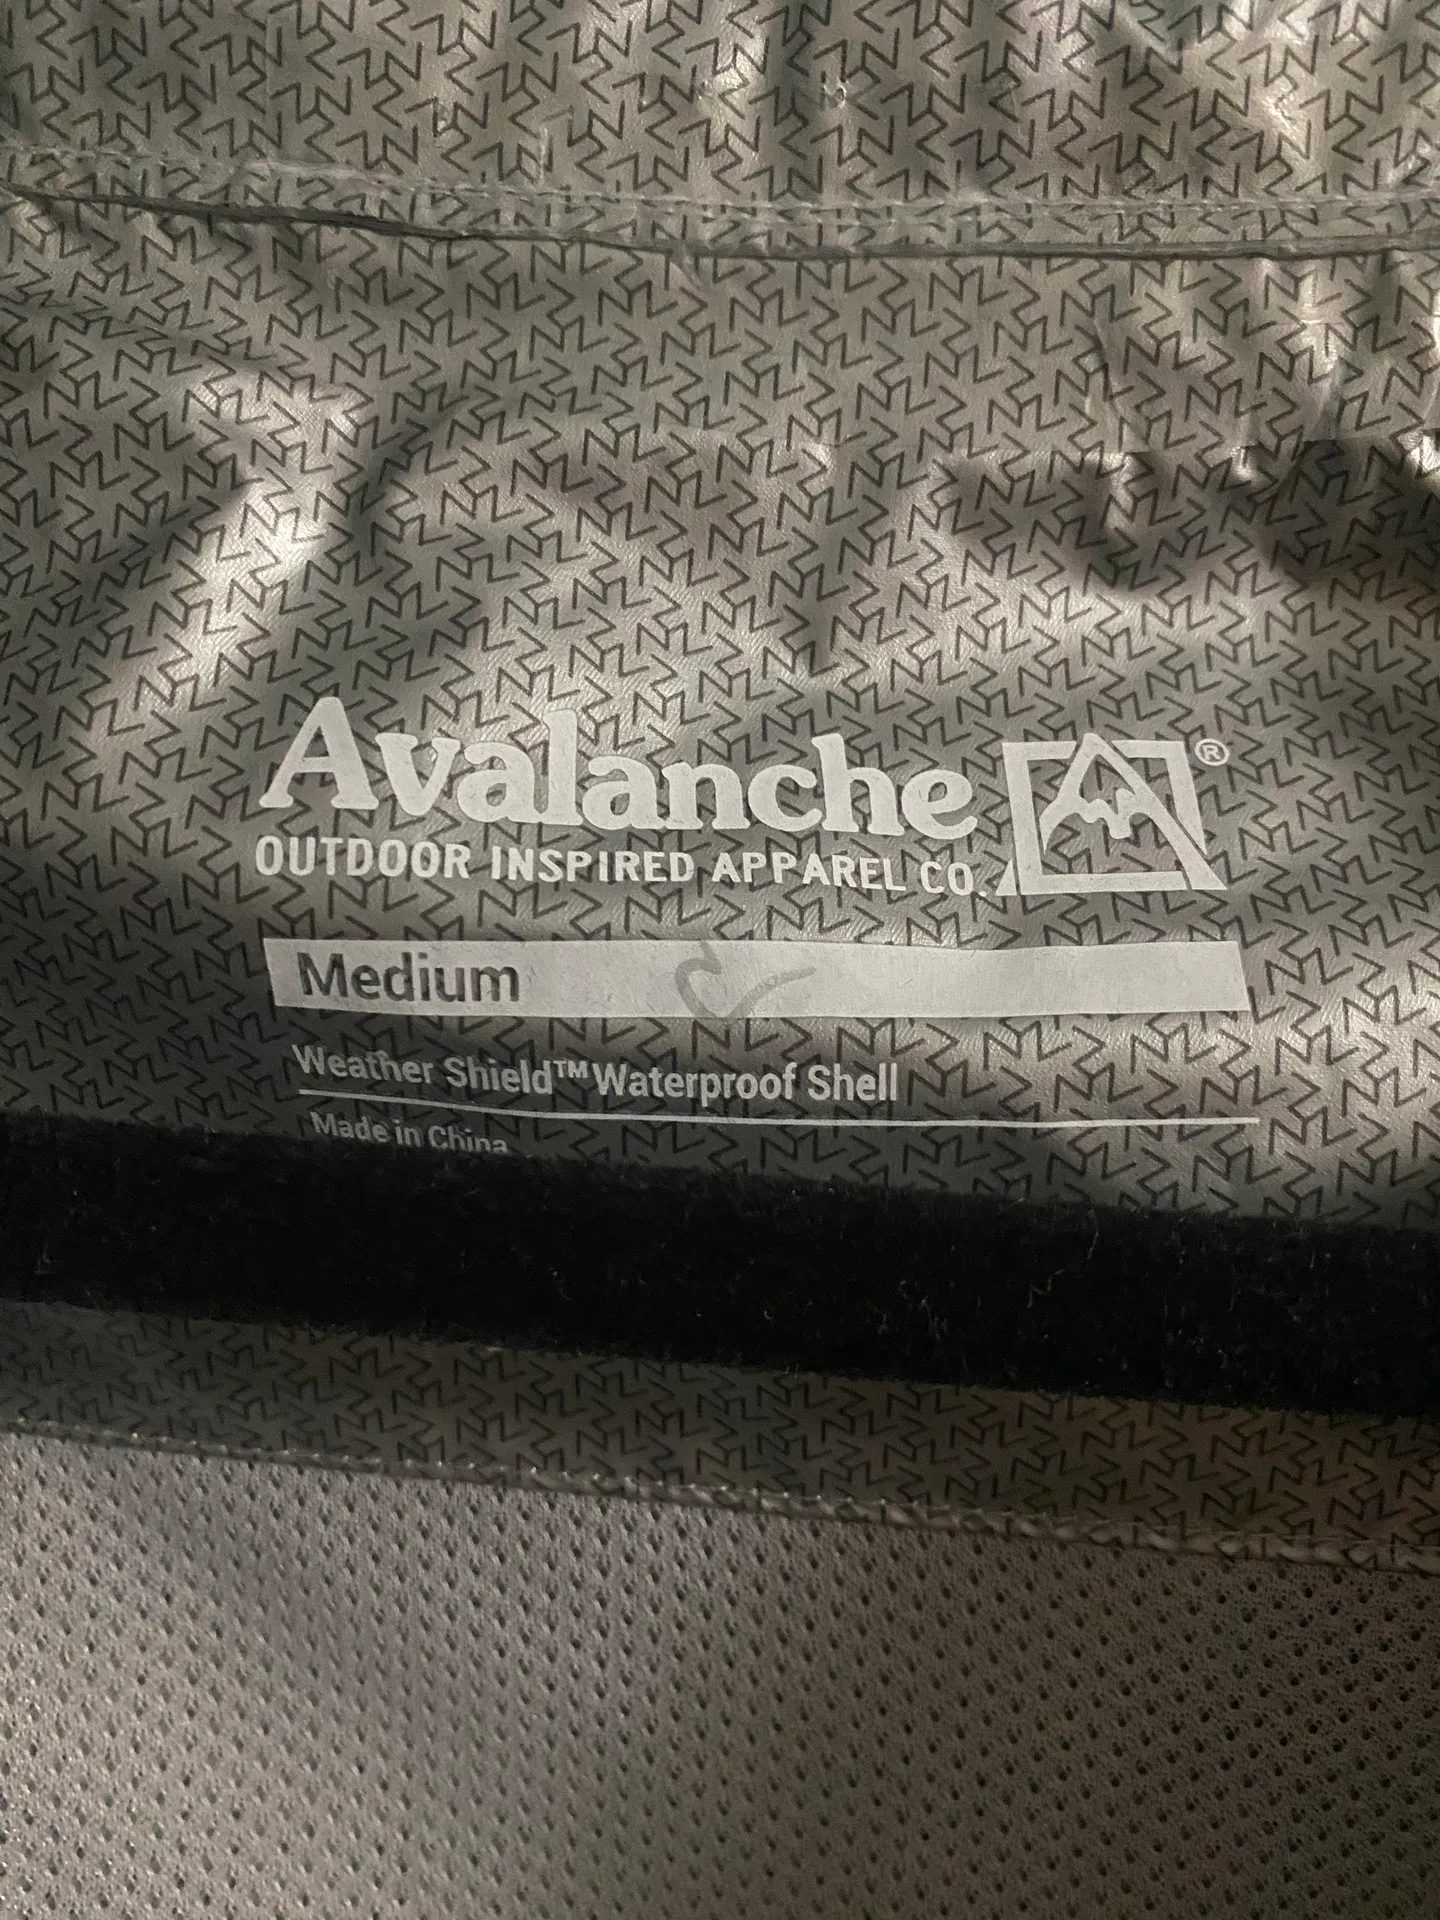 Avalanche ®
OUTDOOR INSPIRED APPAREL CO.
Medium
Weather Shield™ Waterproof Shell
Made in China